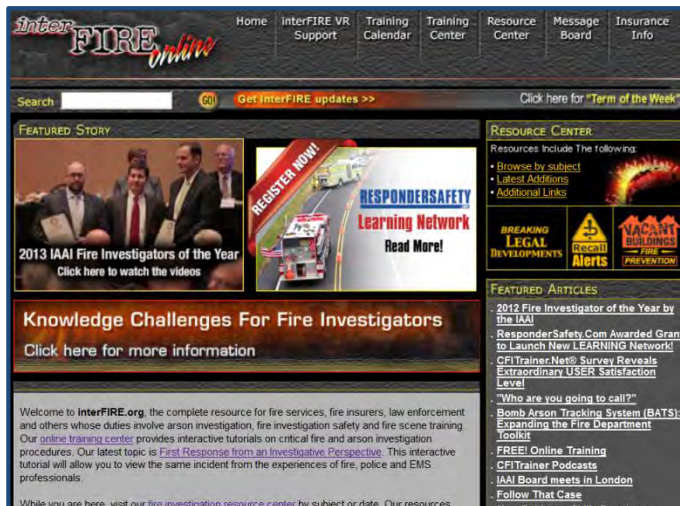 inter
FIRE
online
Home
interFIRE VR
Support
Training
Calendar
Training
Center
Resource
Center
Message
Board
Insurance
Info
Search
GO!
Get interFIRE updates >>
Click here for "Term of the Week"
FEATURED STORY
2013 IAAI Fire Investigators of the Year
Click here to watch the videos
REGISTER NOW!
RESPONDERSAFETY
Learning Network
Read More!
Knowledge Challenges For Fire Investigators
Click here for more information
Welcome to interFIRE.org, the complete resource for fire services, fire insurers, law enforcement
and others whose duties involve arson investigation, fire investigation safety and fire scene training.
Our online training center provides interactive tutorials on critical fire and arson investigation
procedures. Our latest topic is First Response from an Investigative Perspective. This interactive
tutorial will allow you to view the same incident from the experiences of fire, police and EMS
professionals.
While you are here, visit our fire investigation resource center by subject or date. Our resources
RESOURCE CENTER
Resources Include The following:
• Browse by subject
• Latest Additions
• Additional Links
BREAKING
LEGAL
DEVELOPMENTS
Recall
Alerts
VACANT
BUILDINGS
FIRE
PREVENTION
FEATURED ARTICLES
. 2012 Fire Investigator of the Year by
the IAAI
. ResponderSafety.Com Awarded Grant
to Launch New LEARNING Network!
. CFITrainer.Net® Survey Reveals
Extraordinary USER Satisfaction
Level
. "Who are you going to call?"
. Bomb Arson Tracking System (BATS):
Expanding the Fire Department
Toolkit
. FREE! Online Training
. CFITrainer Podcasts
. IAAI Board meets in London
. Follow That Case